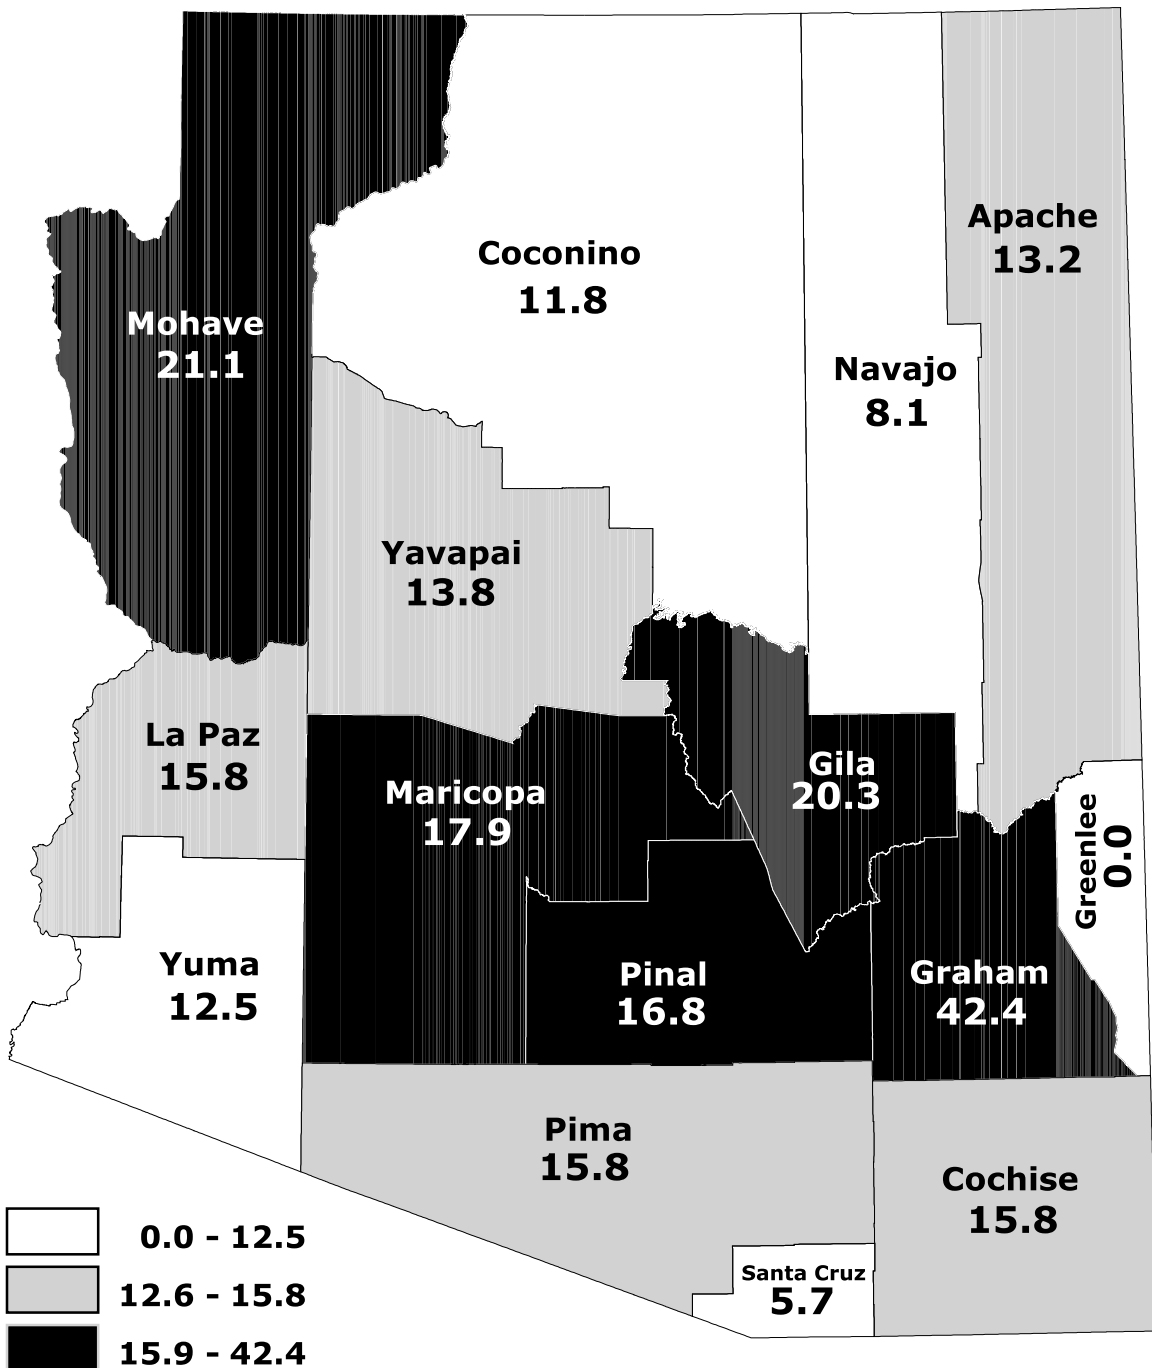 Apache
13.2
Coconino
11.8
Mohave
21.1
Navajo
8.1
Yavapai
13.8
La Paz
15.8
Maricopa
17.9
Gila
20.3
Greenlee
0.0
Yuma
12.5
Pinal
16.8
Graham
42.4
Pima
15.8
Cochise
15.8
Santa Cruz
5.7
0.0 - 12.5
12.6 - 15.8
15.9 - 42.4